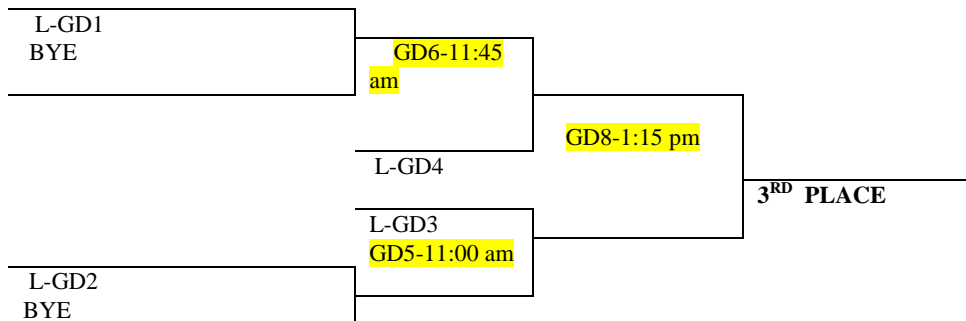 L-GD1
BYE
GD6-11:45
am
GD8-1:15 pm
L-GD4
3RD PLACE
L-GD3
GD5-11:00 am
L-GD2
BYE